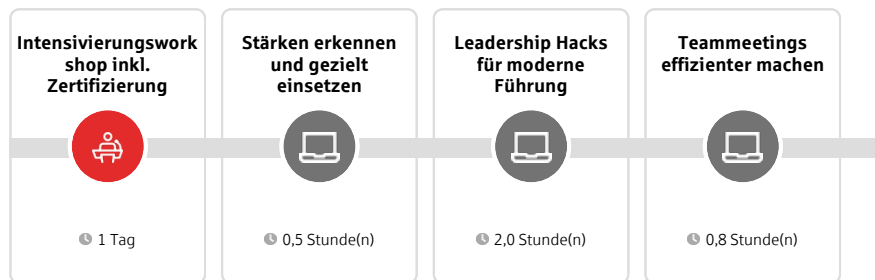 Intensivierungswork
shop inkl.
Zertifizierung
1 Tag
Stärken erkennen
und gezielt
einsetzen
0,5 Stunde(n)
Leadership Hacks
für moderne
Führung
2,0 Stunde(n)
Teammeetings
effizienter machen
0,8 Stunde(n)